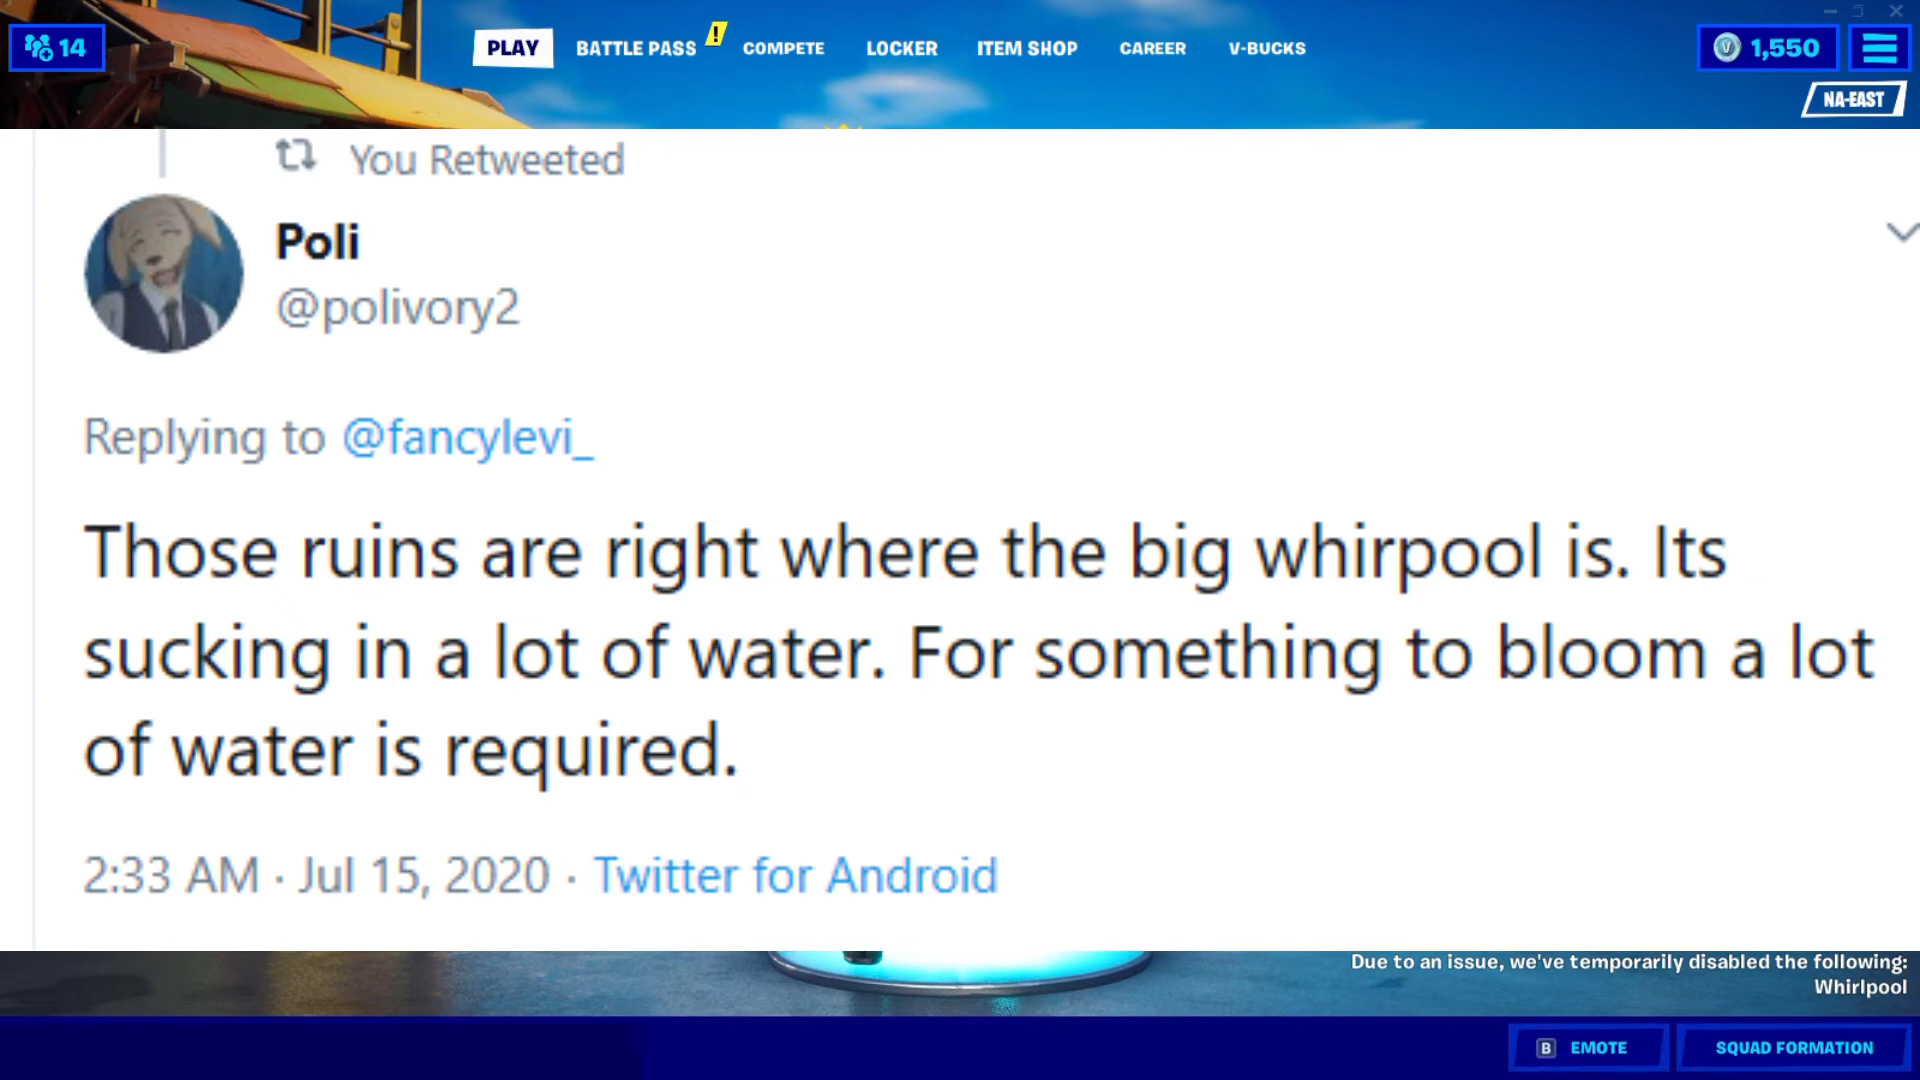 14
PLAY BATTLE PASS ! COMPETE LOCKER ITEM SHOP CAREER V-BUCKS
V 1,550
NA-EAST
You Retweeted
Poli
@polivory2
Replying to @fancylevi_
Those ruins are right where the big whirpool is. Its
sucking in a lot of water. For something to bloom a lot
of water is required.
2:33 AM · Jul 15, 2020 · Twitter for Android
Due to an issue, we've temporarily disabled the following:
Whirlpool
B EMOTE SQUAD FORMATION